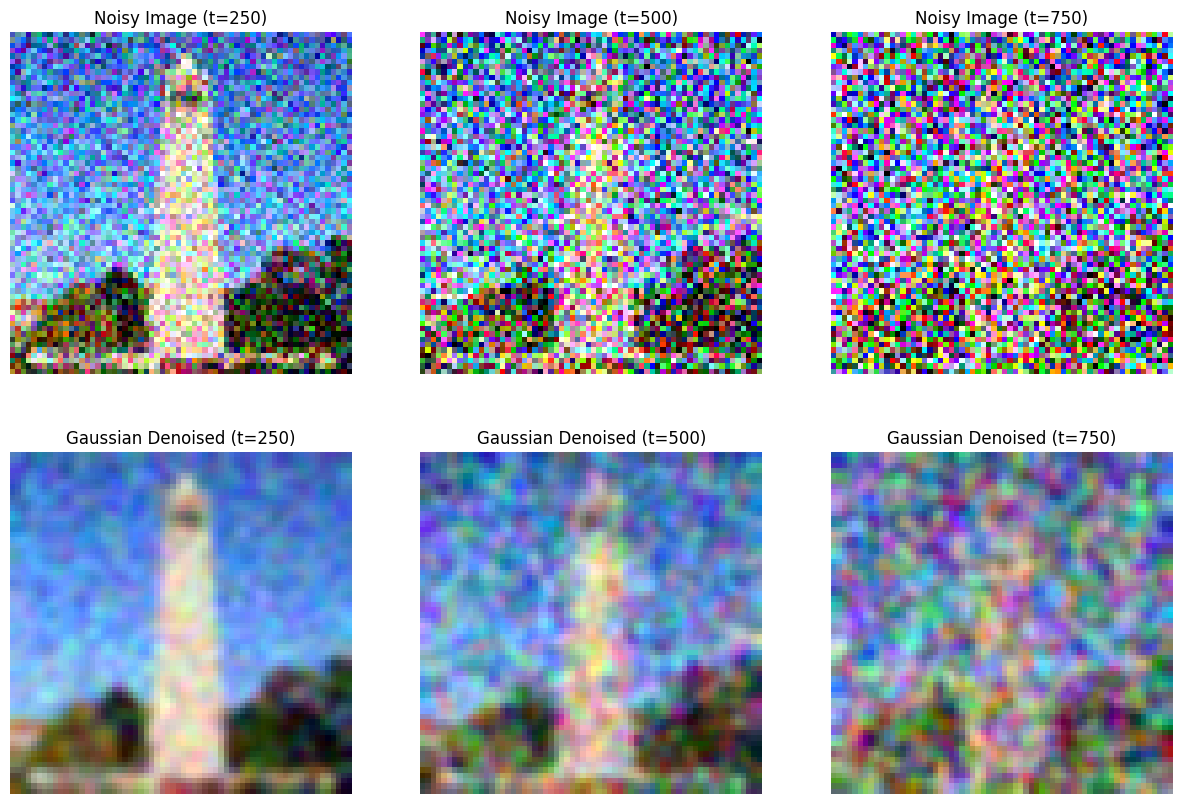 Noisy Image (t=250)
Noisy Image (t=500)
Noisy Image (t=750)
Gaussian Denoised (t=250)
Gaussian Denoised (t=500)
Gaussian Denoised (t=750)